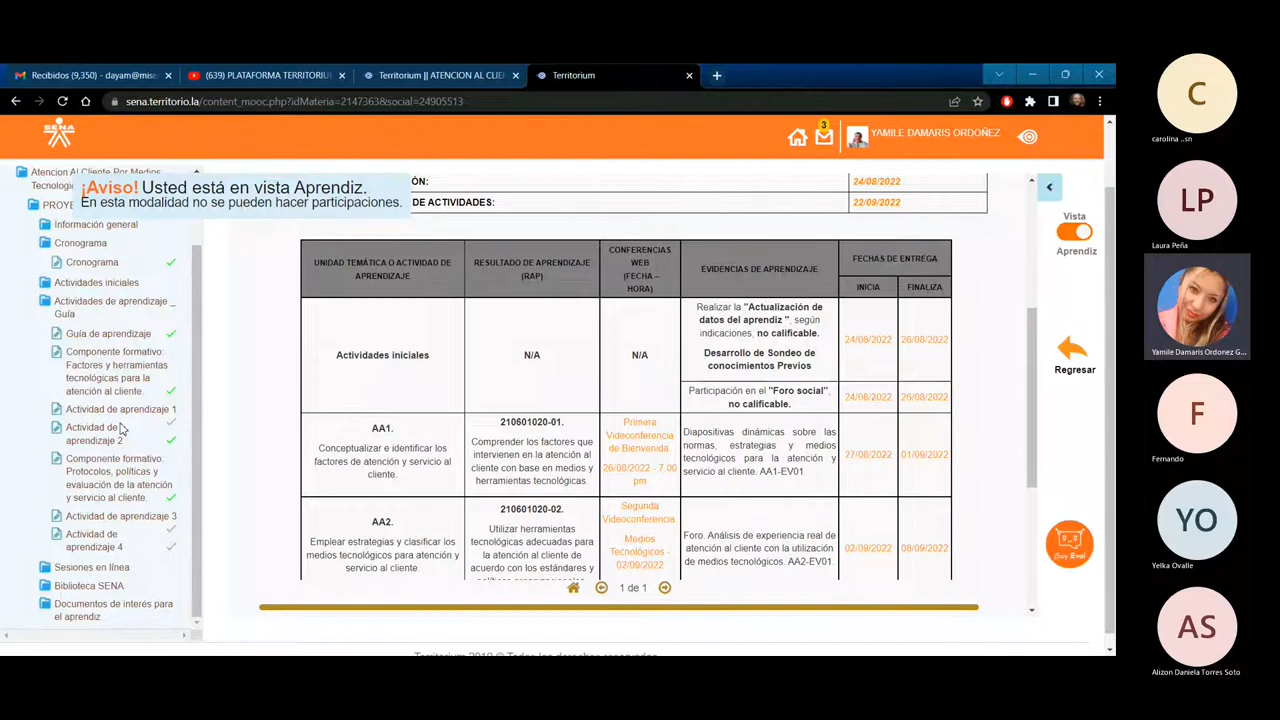 Recibidos (9,350) - dayam@miso
(639) PLATAFORMA TERRITORIU
Territorium || ATENCION AL CLIE
Territorium
sena.territorio.la/content_mooc.php?idMateria=2147363&social=24905513
SENA
3
YAMILE DAMARIS ORDOÑEZ
Atencion Al Cliente Por Medios
Tecnolog
¡Aviso! Usted está en vista Aprendiz.
En esta modalidad no se pueden hacer participaciones.
PROYE
Información general
Cronograma
Cronograma
Actividades iniciales
Actividades de aprendizaje _
Guía
Guía de aprendizaje
Componente formativo:
Factores y herramientas
tecnológicas para la
atención al cliente.
Actividad de aprendizaje 1
Actividad de
aprendizaje 2
Componente formativo:
Protocolos, políticas y
evaluación de la atención
y servicio al cliente.
Actividad de aprendizaje 3
Actividad de
aprendizaje 4
Sesiones en línea
Biblioteca SENA
Documentos de interés para
el aprendiz
IÓN:
24/08/2022
DE ACTIVIDADES:
22/09/2022
UNIDAD TEMÁTICA O ACTIVIDAD DE
APRENDIZAJE
RESULTADO DE APRENDIZAJE
(RAP)
CONFERENCIAS
WEB
(FECHA –
HORA)
EVIDENCIAS DE APRENDIZAJE
FECHAS DE ENTREGA
INICIA
FINALIZA
Actividades iniciales
N/A
N/A
Realizar la "Actualización de
datos del aprendiz ", según
indicaciones, no calificable.
Desarrollo de Sondeo de
conocimientos Previos
24/08/2022
26/08/2022
Participación en el "Foro social",
no calificable.
24/08/2022
26/08/2022
AA1.
Conceptualizar e identificar los
factores de atención y servicio al
cliente.
210601020-01.
Comprender los factores que
intervienen en la atención al
cliente con base en medios y
herramientas tecnológicas
Primera
Videoconferencia
de Bienvenida.
26/08/2022 - 7.00
pm
Diapositivas dinámicas sobre las
normas, estrategias y medios
tecnológicos para la atención y
servicio al cliente. AA1-EV01.
27/08/2022
01/09/2022
AA2.
Emplear estrategias y clasificar los
medios tecnológicos para atención y
servicio al cliente.
210601020-02.
Utilizar herramientas
tecnológicas adecuadas para
la atención al cliente de
acuerdo con los estándares y
Segunda
Videoconferencia.
Medios
Tecnológicos -
02/09/2022
Foro. Análisis de experiencia real de
atención al cliente con la utilización
de medios tecnológicos. AA2-EV01.
02/09/2022
08/09/2022
1 de 1
Vista
Aprendiz
Regresar
¡Soy Eva!
C
carolina ..sn
LP
Laura Peña
Yamile Damaris Ordonez G...
F
Fernando
YO
Yelka Ovalle
AS
Alizon Daniela Torres Soto